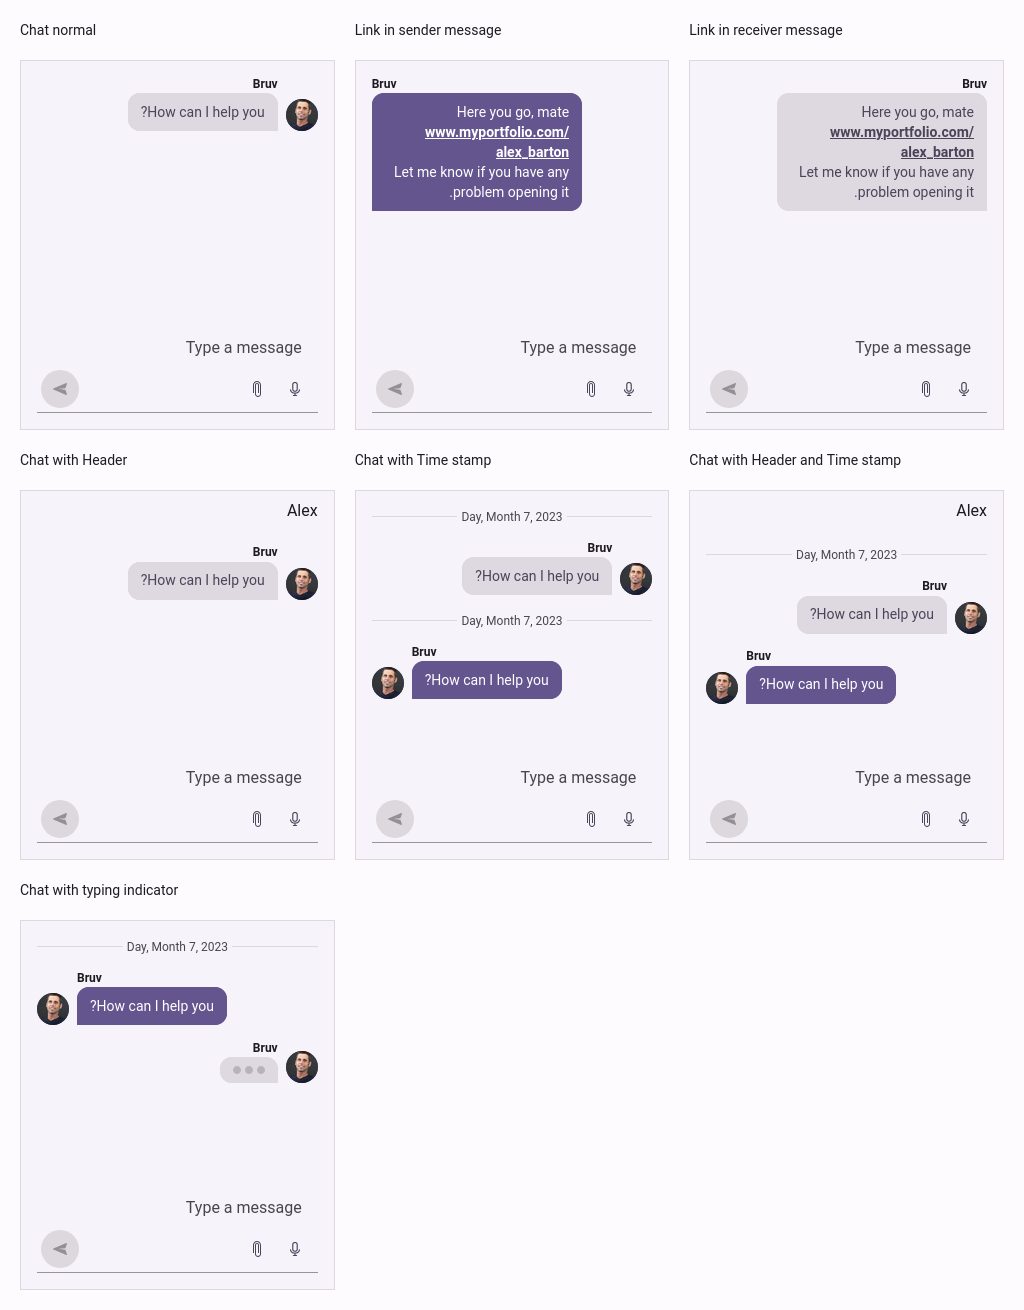 Chat normal
Bruv
?How can I help you
Type a message
Link in sender message
Bruv
Here you go, mate
www.myportfolio.com/
alex_barton
Let me know if you have any
.problem opening it
Type a message
Link in receiver message
Bruv
Here you go, mate
www.myportfolio.com/
alex_barton
Let me know if you have any
.problem opening it
Type a message
Chat with Header
Alex
Bruv
?How can I help you
Type a message
Chat with Time stamp
Day, Month 7, 2023
Bruv
?How can I help you
Day, Month 7, 2023
Bruv
?How can I help you
Type a message
Chat with Header and Time stamp
Alex
Day, Month 7, 2023
Bruv
?How can I help you
Bruv
?How can I help you
Type a message
Chat with typing indicator
Day, Month 7, 2023
Bruv
?How can I help you
Bruv
Type a message